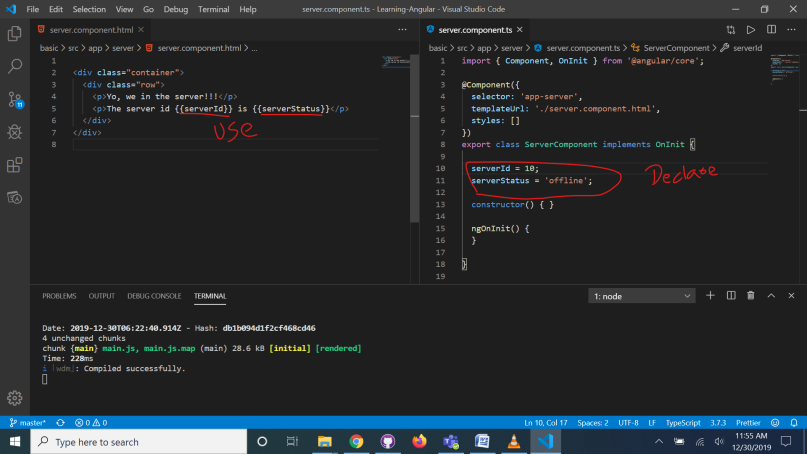 File Edit Selection View Go Debug Terminal Help server.component.ts - Learning-Angular - Visual Studio Code
server.component.html
basic > src > app > server > server.component.html > ...
1
2 <div class="container">
3 <div class="row">
4 <p>Yo, we in the server!!!</p>
5 <p>The server id {{serverId}} is {{serverStatus}}</p>
6 </div>
7 </div>
8
use
server.component.ts
basic > src > app > server > server.component.ts > ServerComponent > serverId
1 import { Component, OnInit } from '@angular/core';
2
3 @Component({
4 selector: 'app-server',
5 templateUrl: './server.component.html',
6 styles: []
7 })
8 export class ServerComponent implements OnInit {
9
10 serverId = 10;
11 serverStatus = 'offline';
12
13 constructor() { }
14
15 ngOnInit() {
16 }
17
18 }
19
Declare
11
PROBLEMS OUTPUT DEBUG CONSOLE TERMINAL 1: node
Date: 2019-12-30T06:22:40.914Z - Hash: db1b094d1f2cf468cd46
4 unchanged chunks
chunk {main} main.js, main.js.map (main) 28.6 kB [initial] [rendered]
Time: 228ms
i ｢wdm｣: Compiled successfully.
master* 0 0 Ln 10, Col 17 Spaces: 2 UTF-8 LF TypeScript 3.7.3 Prettier
Type here to search
11:55 AM
12/30/2019